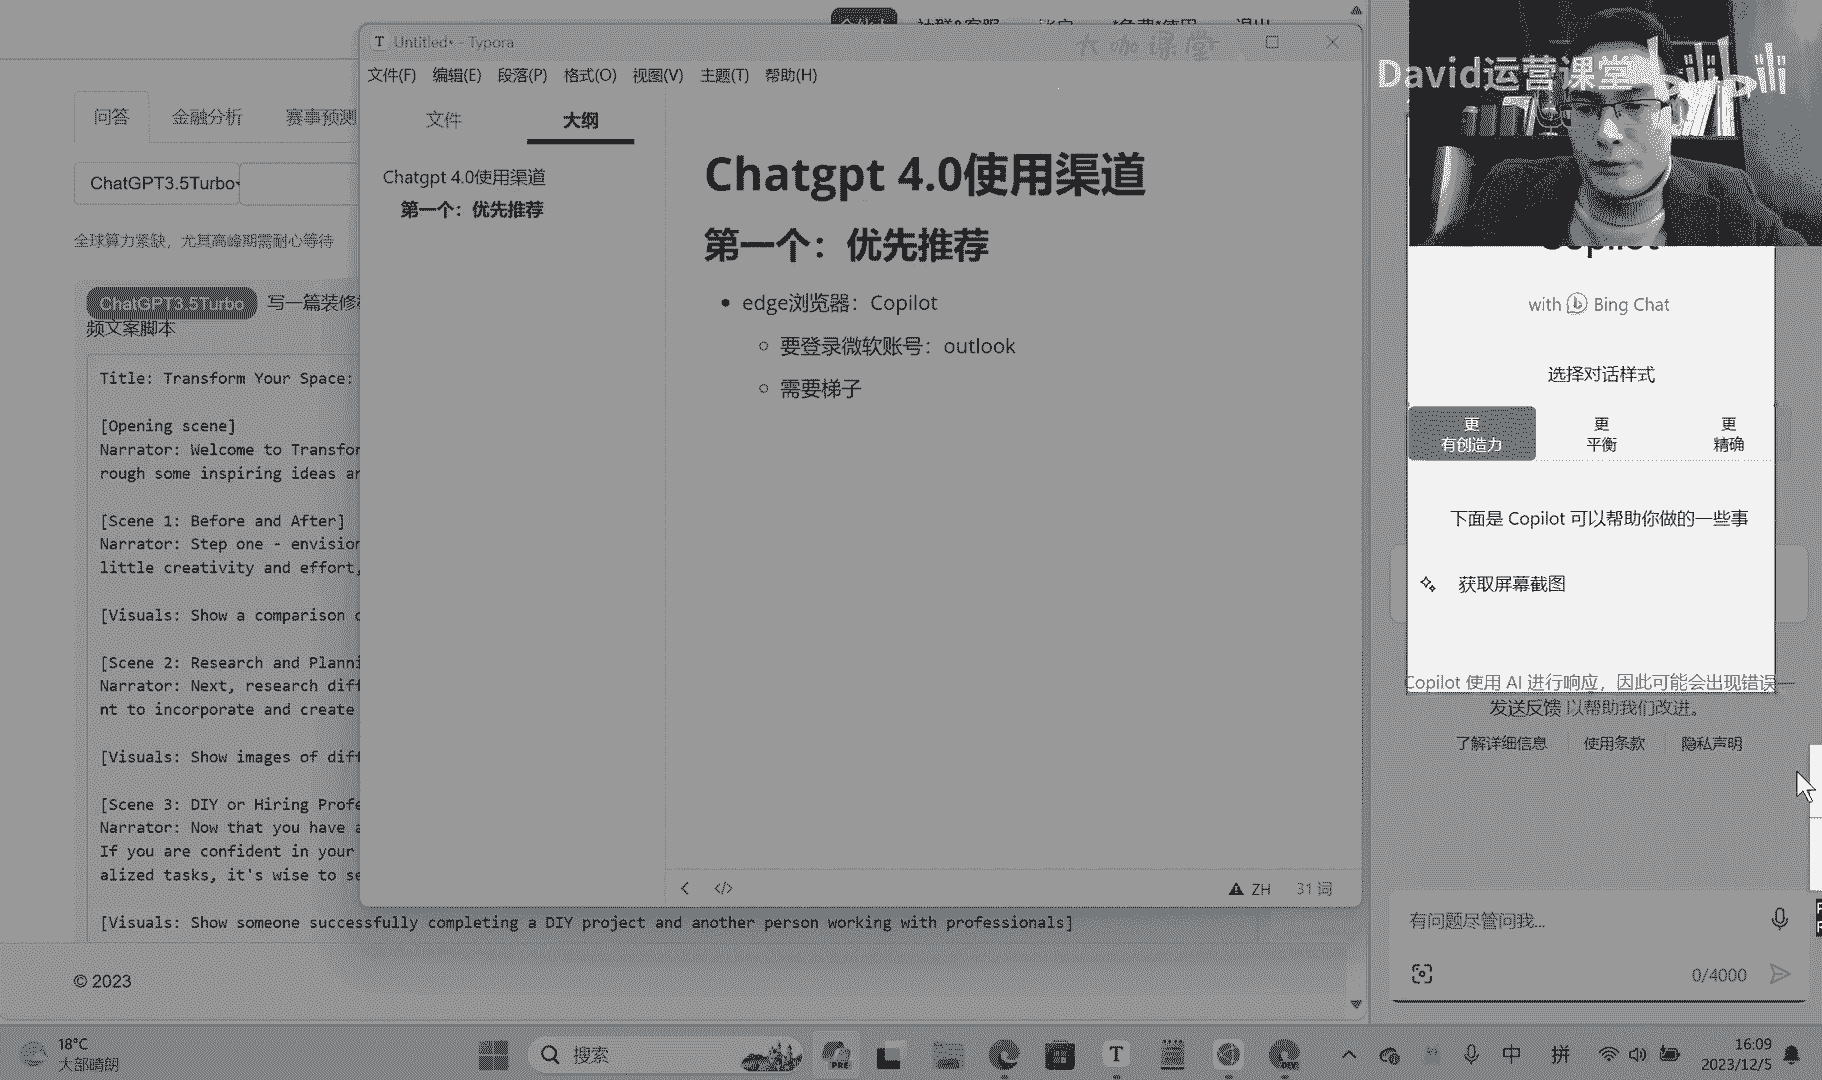 社群&客服
退出
T Untitled• - Typora
大咖课堂
文件(F) 编辑(E) 段落(P) 格式(O) 视图(V) 主题(T) 帮助(H)
David运营课堂
bilibili
问答 金融分析 赛事预测
文件 大纲
ChatGPT3.5Turbo
Chatgpt 4.0使用渠道
第一个：优先推荐
全球算力紧缺，尤其高峰期需耐心等待
Chatgpt 4.0使用渠道
第一个：优先推荐
edge浏览器：Copilot
要登录微软账号：outlook
需要梯子
ChatGPT3.5Turbo 写一篇装修
频文案脚本
Title: Transform Your Space:
[Opening scene]
Narrator: Welcome to Transfor
rough some inspiring ideas an
[Scene 1: Before and After]
Narrator: Step one - envision
little creativity and effort,
[Visuals: Show a comparison o
[Scene 2: Research and Planni
Narrator: Next, research diff
nt to incorporate and create
[Visuals: Show images of diff
[Scene 3: DIY or Hiring Profe
Narrator: Now that you have a
If you are confident in your
alized tasks, it's wise to se
[Visuals: Show someone successfully completing a DIY project and another person working with professionals]
ZH 31 词
© 2023
Copilot
with Bing Chat
选择对话样式
更 有创造力
更 平衡
更 精确
下面是 Copilot 可以帮助你做的一些事
获取屏幕截图
Copilot 使用 AI 进行响应，因此可能会出现错误
发送反馈 以帮助我们改进。
了解详细信息 使用条款 隐私声明
有问题尽管问我...
0/4000
18°C
大部晴朗
搜索
PRE
T
DEV
中 拼
16:09
2023/12/5